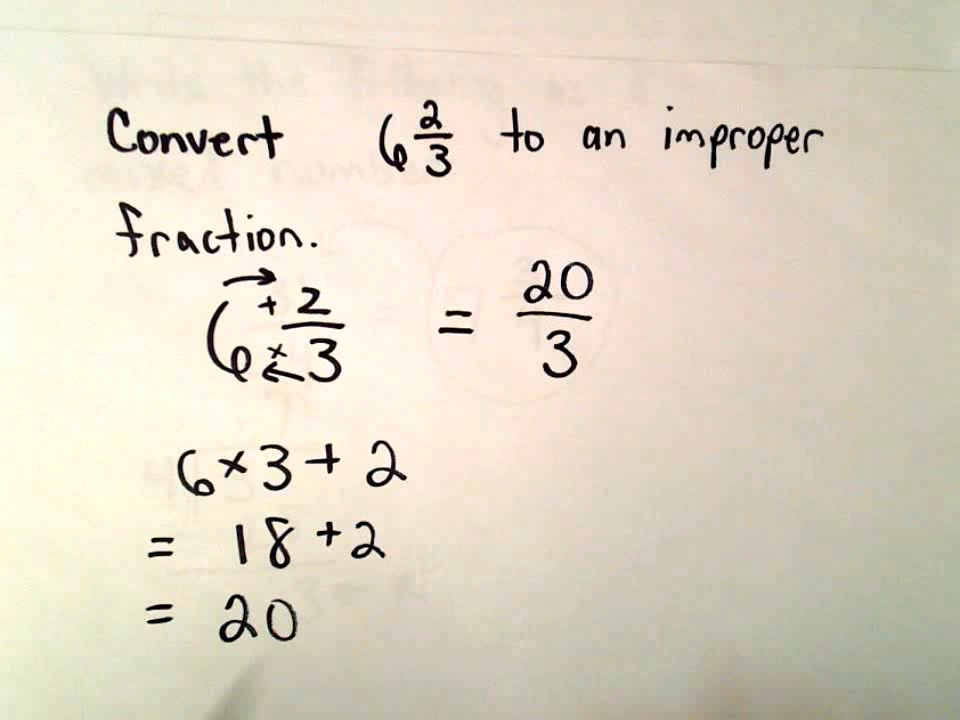 Convert 6 2/3 to an improper
fraction.
6 + 2/× 3 = 20/3
6 × 3 + 2
= 18 + 2
= 20